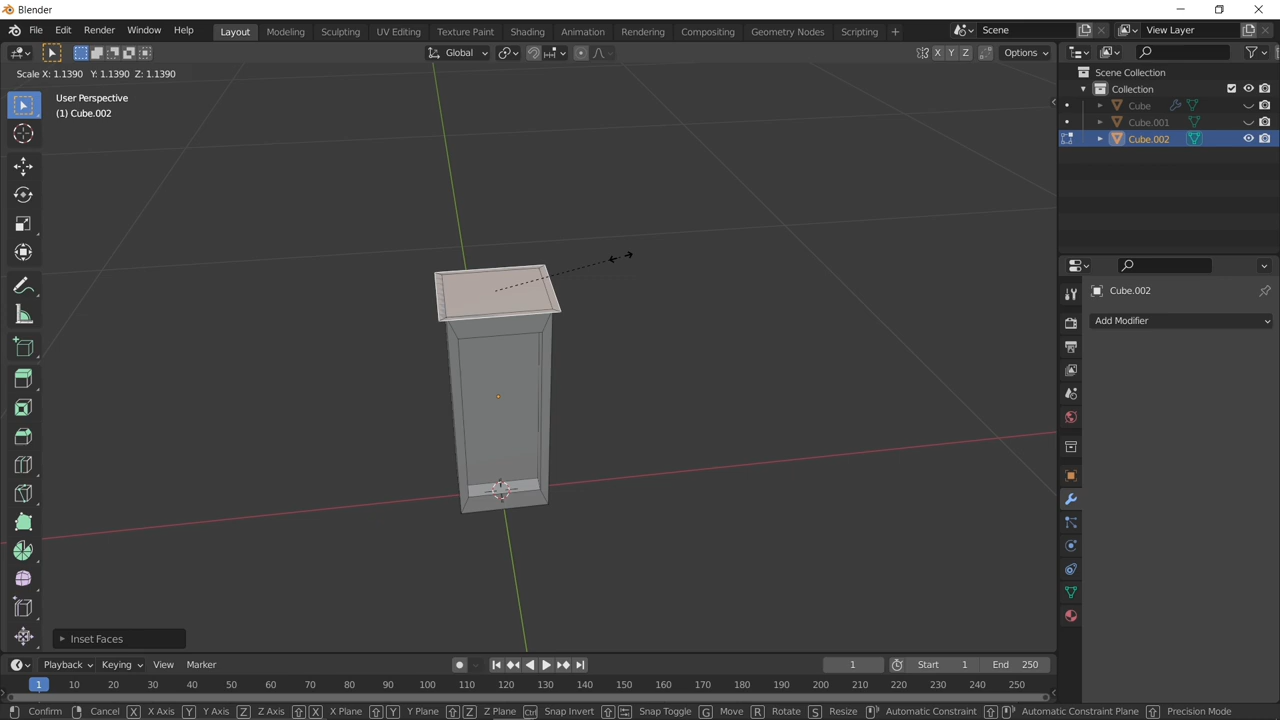 Blender
File Edit Render Window Help Layout Modeling Sculpting UV Editing Texture Paint Shading Animation Rendering Compositing Geometry Nodes Scripting + Scene View Layer
Global X Y Z Options
Scale X: 1.1390 Y: 1.1390 Z: 1.1390
User Perspective
(1) Cube.002
Scene Collection
Collection
Cube
Cube.001
Cube.002
Cube.002
Add Modifier
Inset Faces
Playback Keying View Marker 1 Start 1 End 250
1 10 20 30 40 50 60 70 80 90 100 110 120 130 140 150 160 170 180 190 200 210 220 230 240 250
Confirm Cancel X X Axis Y Y Axis Z Z Axis X X Plane Y Y Plane Z Z Plane Ctrl Snap Invert Snap Toggle G Move R Rotate S Resize Automatic Constraint Automatic Constraint Plane Precision Mode